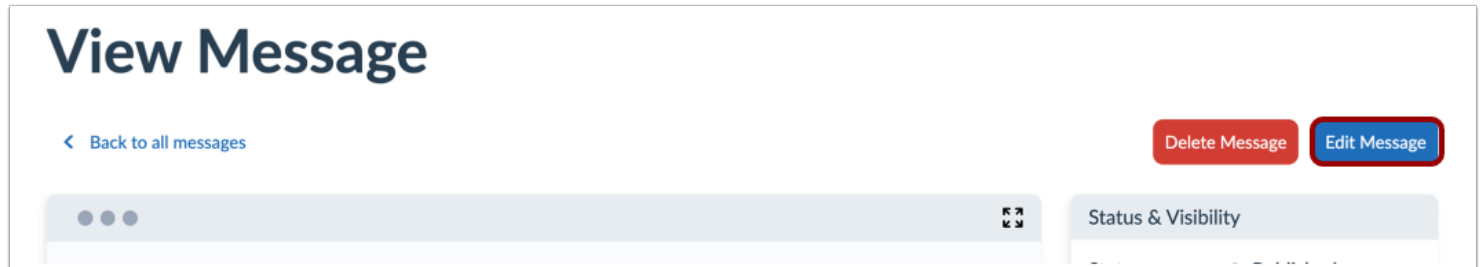 View Message
Back to all messages
Delete Message
Edit Message
Status & Visibility